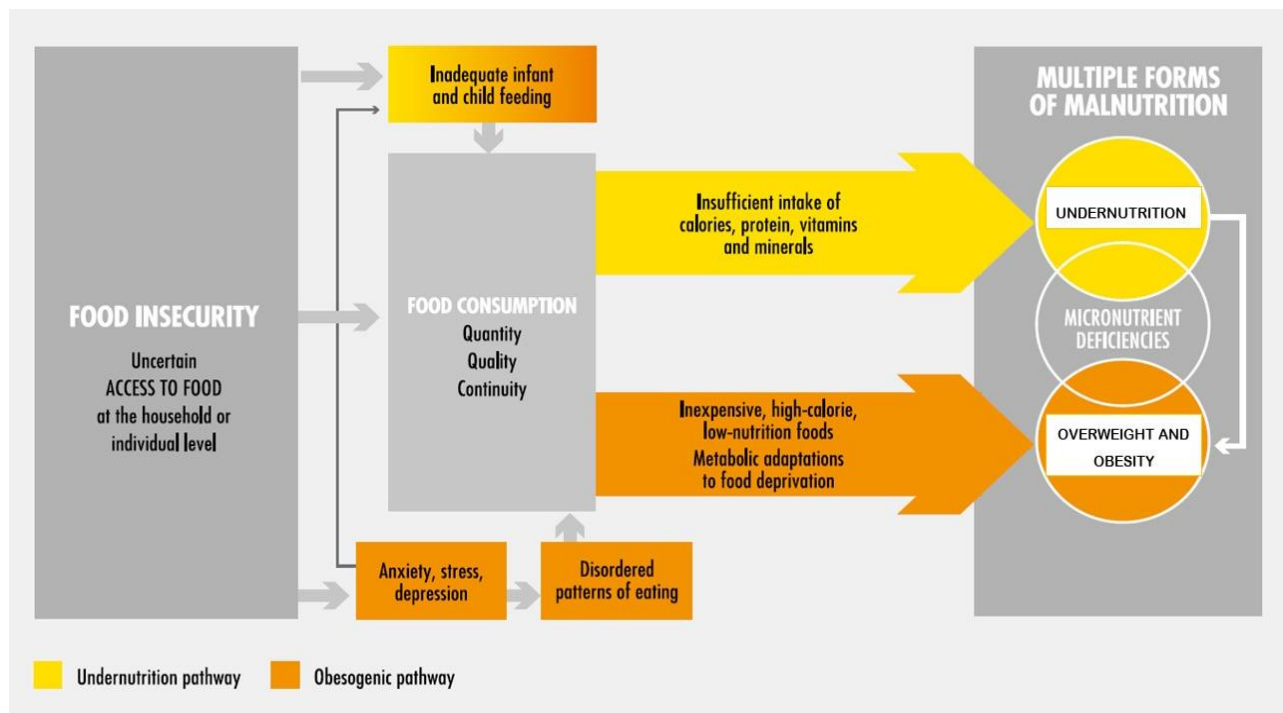 FOOD INSECURITY
Uncertain
ACCESS TO FOOD
at the household or
individual level
Inadequate infant
and child feeding
FOOD CONSUMPTION
Quantity
Quality
Continuity
Anxiety, stress,
depression
Disordered
patterns of eating
Insufficient intake of
calories, protein, vitamins
and minerals
Inexpensive, high-calorie,
low-nutrition foods
Metabolic adaptations
to food deprivation
MULTIPLE FORMS
OF MALNUTRITION
UNDERNUTRITION
MICRONUTRIENT
DEFICIENCIES
OVERWEIGHT AND
OBESITY
Undernutrition pathway
Obesogenic pathway